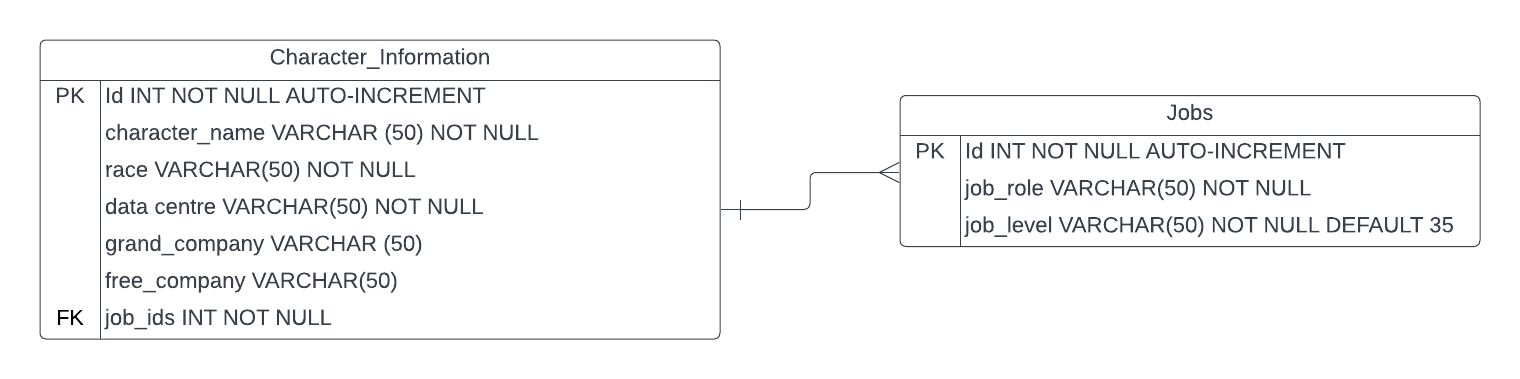 Character_Information
PK Id INT NOT NULL AUTO-INCREMENT
character_name VARCHAR (50) NOT NULL
race VARCHAR(50) NOT NULL
data centre VARCHAR(50) NOT NULL
grand_company VARCHAR (50)
free_company VARCHAR(50)
FK job_ids INT NOT NULL
Jobs
PK Id INT NOT NULL AUTO-INCREMENT
job_role VARCHAR(50) NOT NULL
job_level VARCHAR(50) NOT NULL DEFAULT 35